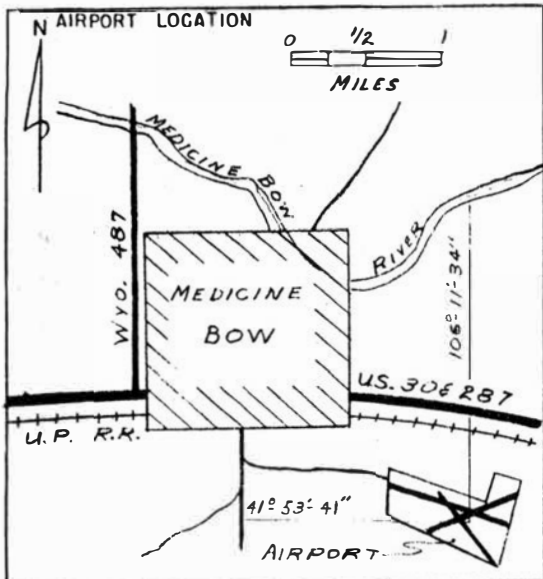 AIRPORT LOCATION
N
0 1/2 1
MILES
MEDICINE BOW
RIVER
WYO. 487
106°-11'-34"
MEDICINE
BOW
U.S. 30 & 287
U.P. R.R.
41° 53'-41"
AIRPORT